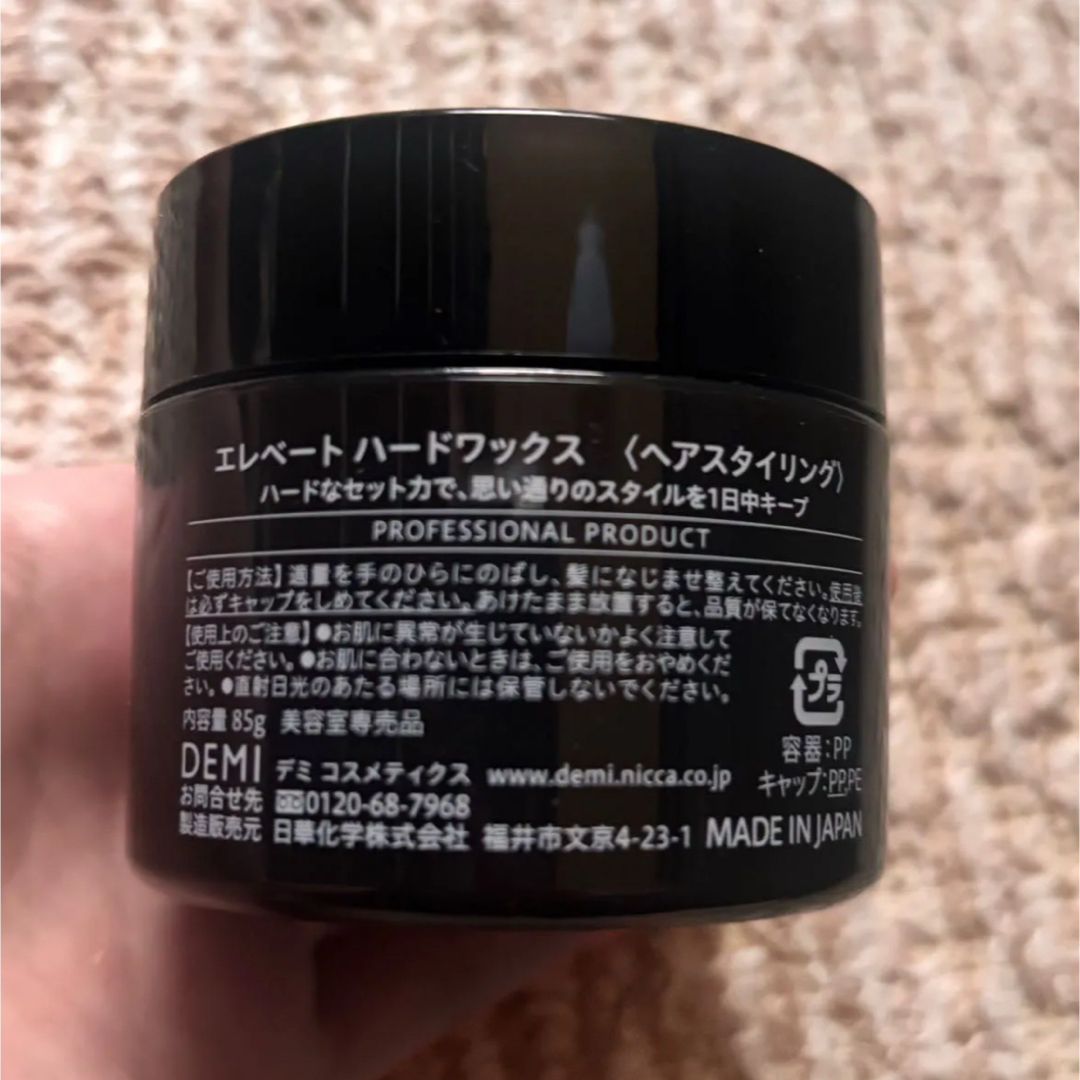 エレベート ハードワックス 〈ヘアスタイリング〉
ハードなセット力で、思い通りのスタイルを1日中キープ
PROFESSIONAL PRODUCT
【ご使用方法】適量を手のひらにのばし、髪になじませ整えてください。使用後
は必ずキャップをしめてください。あけたまま放置すると、品質が保てなくなります。
【使用上のご注意】●お肌に異常が生じていないかよく注意して
ご使用ください。●お肌に合わないときは、ご使用をおやめくだ
さい。●直射日光のあたる場所には保管しないでください。
プラ
内容量 85g 美容室専売品
容器:PP
キャップ:PP,PE
DEMI デミ コスメティクス www.demi.nicca.co.jp
お問合せ先 0120-68-7968
製造販売元 日華化学株式会社 福井市文京4-23-1 MADE IN JAPAN